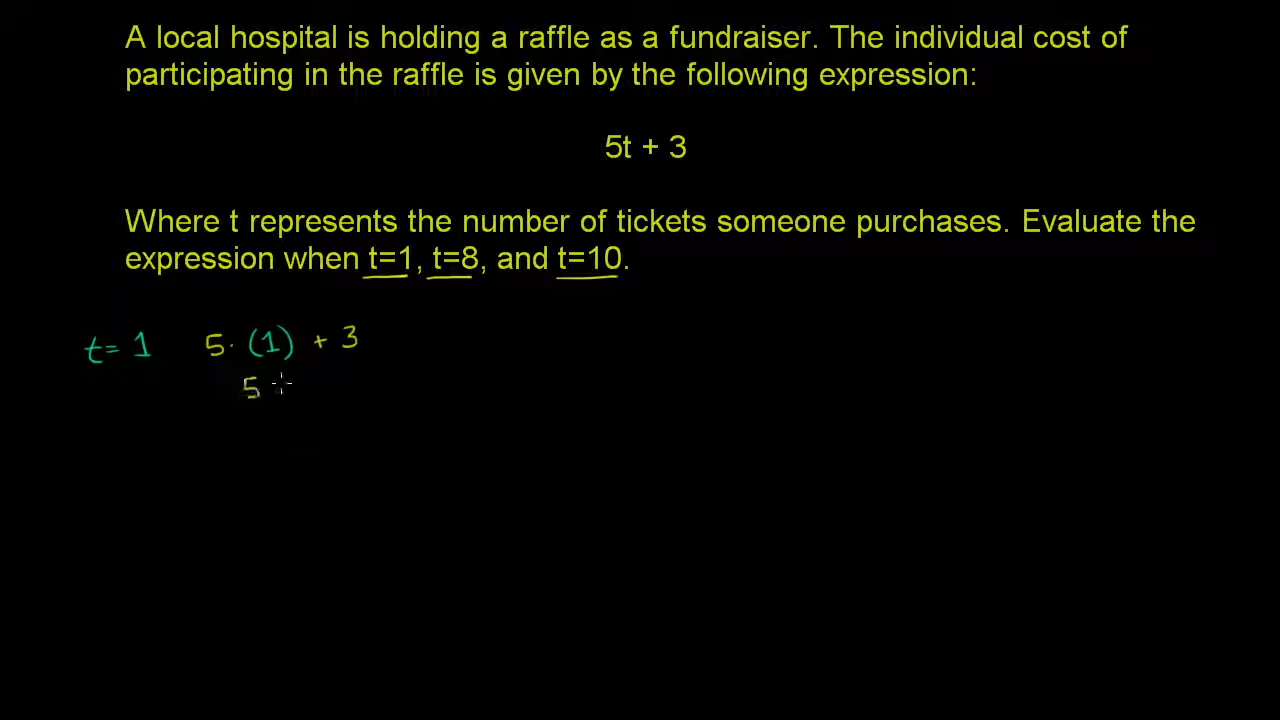 A local hospital is holding a raffle as a fundraiser. The individual cost of
participating in the raffle is given by the following expression:
5t + 3
Where t represents the number of tickets someone purchases. Evaluate the
expression when t=1, t=8, and t=10.
t= 1 5· (1) + 3
5